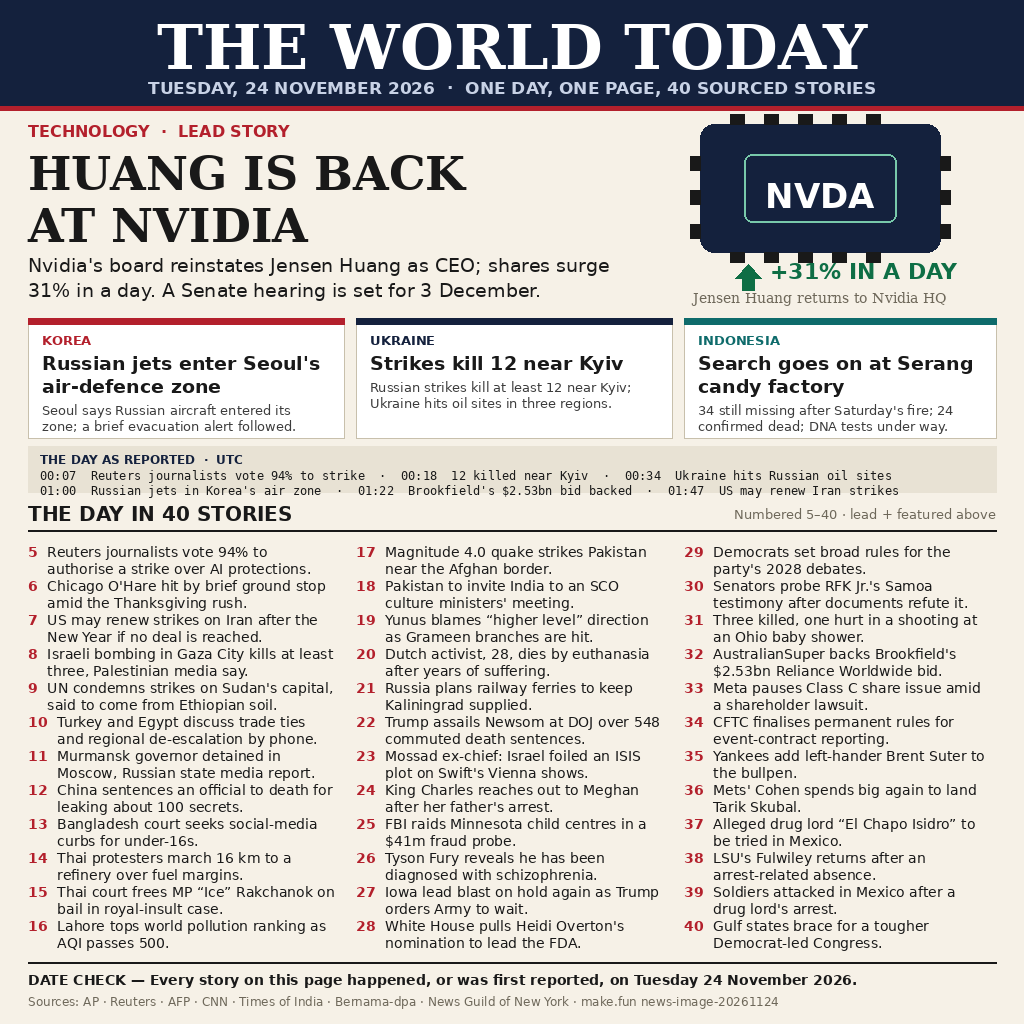 THE WORLD TODAY
TUESDAY, 24 NOVEMBER 2026 · ONE DAY, ONE PAGE, 40 SOURCED STORIES
TECHNOLOGY · LEAD STORY
HUANG IS BACK
AT NVIDIA
Nvidia's board reinstates Jensen Huang as CEO; shares surge
31% in a day. A Senate hearing is set for 3 December.
NVDA
+31% IN A DAY
Jensen Huang returns to Nvidia HQ
KOREA
Russian jets enter Seoul's
air-defence zone
Seoul says Russian aircraft entered its
zone; a brief evacuation alert followed.
UKRAINE
Strikes kill 12 near Kyiv
Russian strikes kill at least 12 near Kyiv;
Ukraine hits oil sites in three regions.
INDONESIA
Search goes on at Serang
candy factory
34 still missing after Saturday's fire; 24
confirmed dead; DNA tests under way.
THE DAY AS REPORTED · UTC
00:07 Reuters journalists vote 94% to strike · 00:18 12 killed near Kyiv · 00:34 Ukraine hits Russian oil sites
01:00 Russian jets in Korea's air zone · 01:22 Brookfield's $2.53bn bid backed · 01:47 US may renew Iran strikes
THE DAY IN 40 STORIES
Numbered 5–40 · lead + featured above
5 Reuters journalists vote 94% to
authorise a strike over AI protections.
6 Chicago O'Hare hit by brief ground stop
amid the Thanksgiving rush.
7 US may renew strikes on Iran after the
New Year if no deal is reached.
8 Israeli bombing in Gaza City kills at least
three, Palestinian media say.
9 UN condemns strikes on Sudan's capital,
said to come from Ethiopian soil.
10 Turkey and Egypt discuss trade ties
and regional de-escalation by phone.
11 Murmansk governor detained in
Moscow, Russian state media report.
12 China sentences an official to death for
leaking about 100 secrets.
13 Bangladesh court seeks social-media
curbs for under-16s.
14 Thai protesters march 16 km to a
refinery over fuel margins.
15 Thai court frees MP “Ice” Rakchanok on
bail in royal-insult case.
16 Lahore tops world pollution ranking as
AQI passes 500.
17 Magnitude 4.0 quake strikes Pakistan
near the Afghan border.
18 Pakistan to invite India to an SCO
culture ministers' meeting.
19 Yunus blames “higher level” direction
as Grameen branches are hit.
20 Dutch activist, 28, dies by euthanasia
after years of suffering.
21 Russia plans railway ferries to keep
Kaliningrad supplied.
22 Trump assails Newsom at DOJ over 548
commuted death sentences.
23 Mossad ex-chief: Israel foiled an ISIS
plot on Swift's Vienna shows.
24 King Charles reaches out to Meghan
after her father's arrest.
25 FBI raids Minnesota child centres in a
$41m fraud probe.
26 Tyson Fury reveals he has been
diagnosed with schizophrenia.
27 Iowa lead blast on hold again as Trump
orders Army to wait.
28 White House pulls Heidi Overton's
nomination to lead the FDA.
29 Democrats set broad rules for the
party's 2028 debates.
30 Senators probe RFK Jr.'s Samoa
testimony after documents refute it.
31 Three killed, one hurt in a shooting at
an Ohio baby shower.
32 AustralianSuper backs Brookfield's
$2.53bn Reliance Worldwide bid.
33 Meta pauses Class C share issue amid
a shareholder lawsuit.
34 CFTC finalises permanent rules for
event-contract reporting.
35 Yankees add left-hander Brent Suter to
the bullpen.
36 Mets' Cohen spends big again to land
Tarik Skubal.
37 Alleged drug lord “El Chapo Isidro” to
be tried in Mexico.
38 LSU's Fulwiley returns after an
arrest-related absence.
39 Soldiers attacked in Mexico after a
drug lord's arrest.
40 Gulf states brace for a tougher
Democrat-led Congress.
DATE CHECK — Every story on this page happened, or was first reported, on Tuesday 24 November 2026.
Sources: AP · Reuters · AFP · CNN · Times of India · Bernama-dpa · News Guild of New York · make.fun news-image-20261124